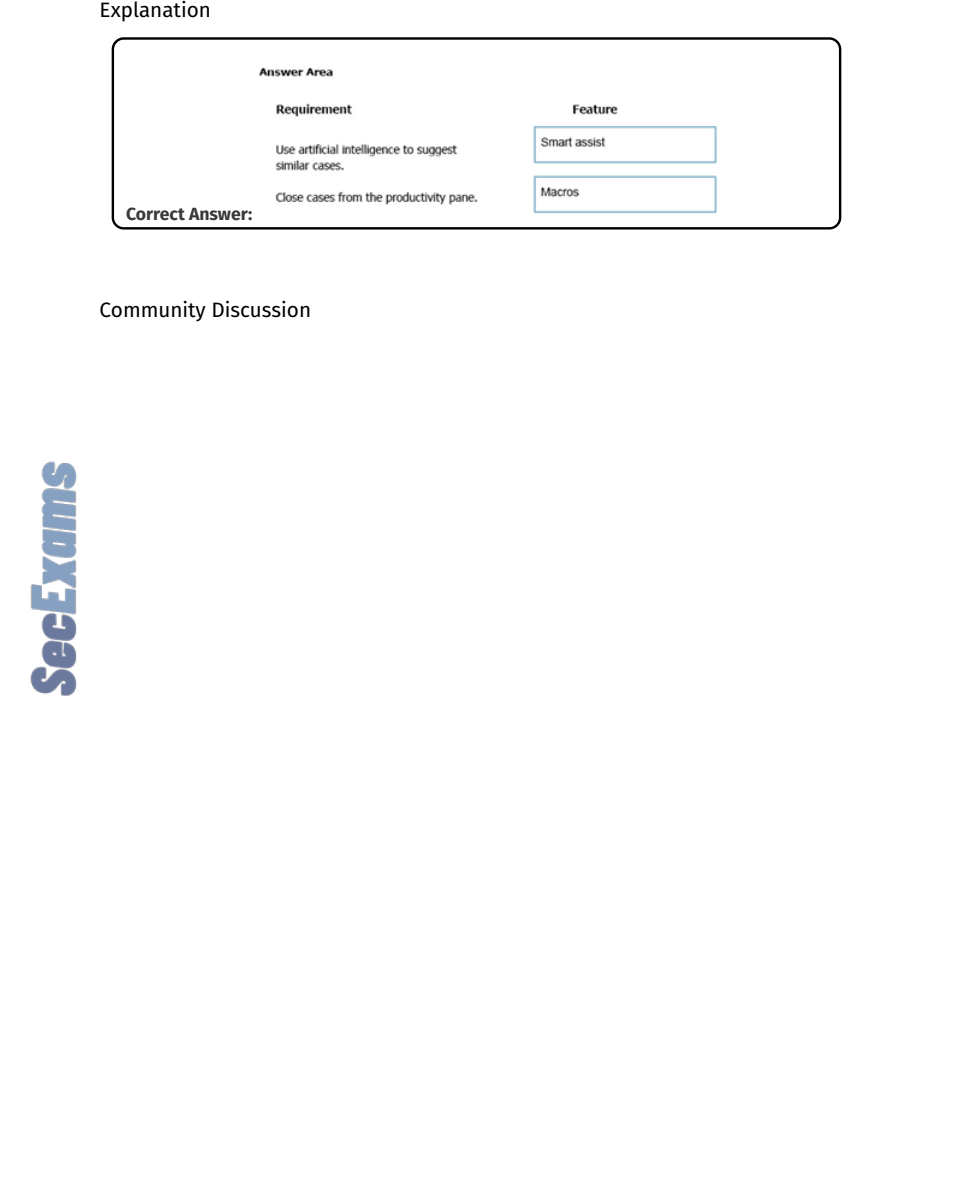 Explanation
Answer Area
Requirement Feature
Use artificial intelligence to suggest
similar cases.
Smart assist
Close cases from the productivity pane.
Macros
Correct Answer:
Community Discussion
SecExams